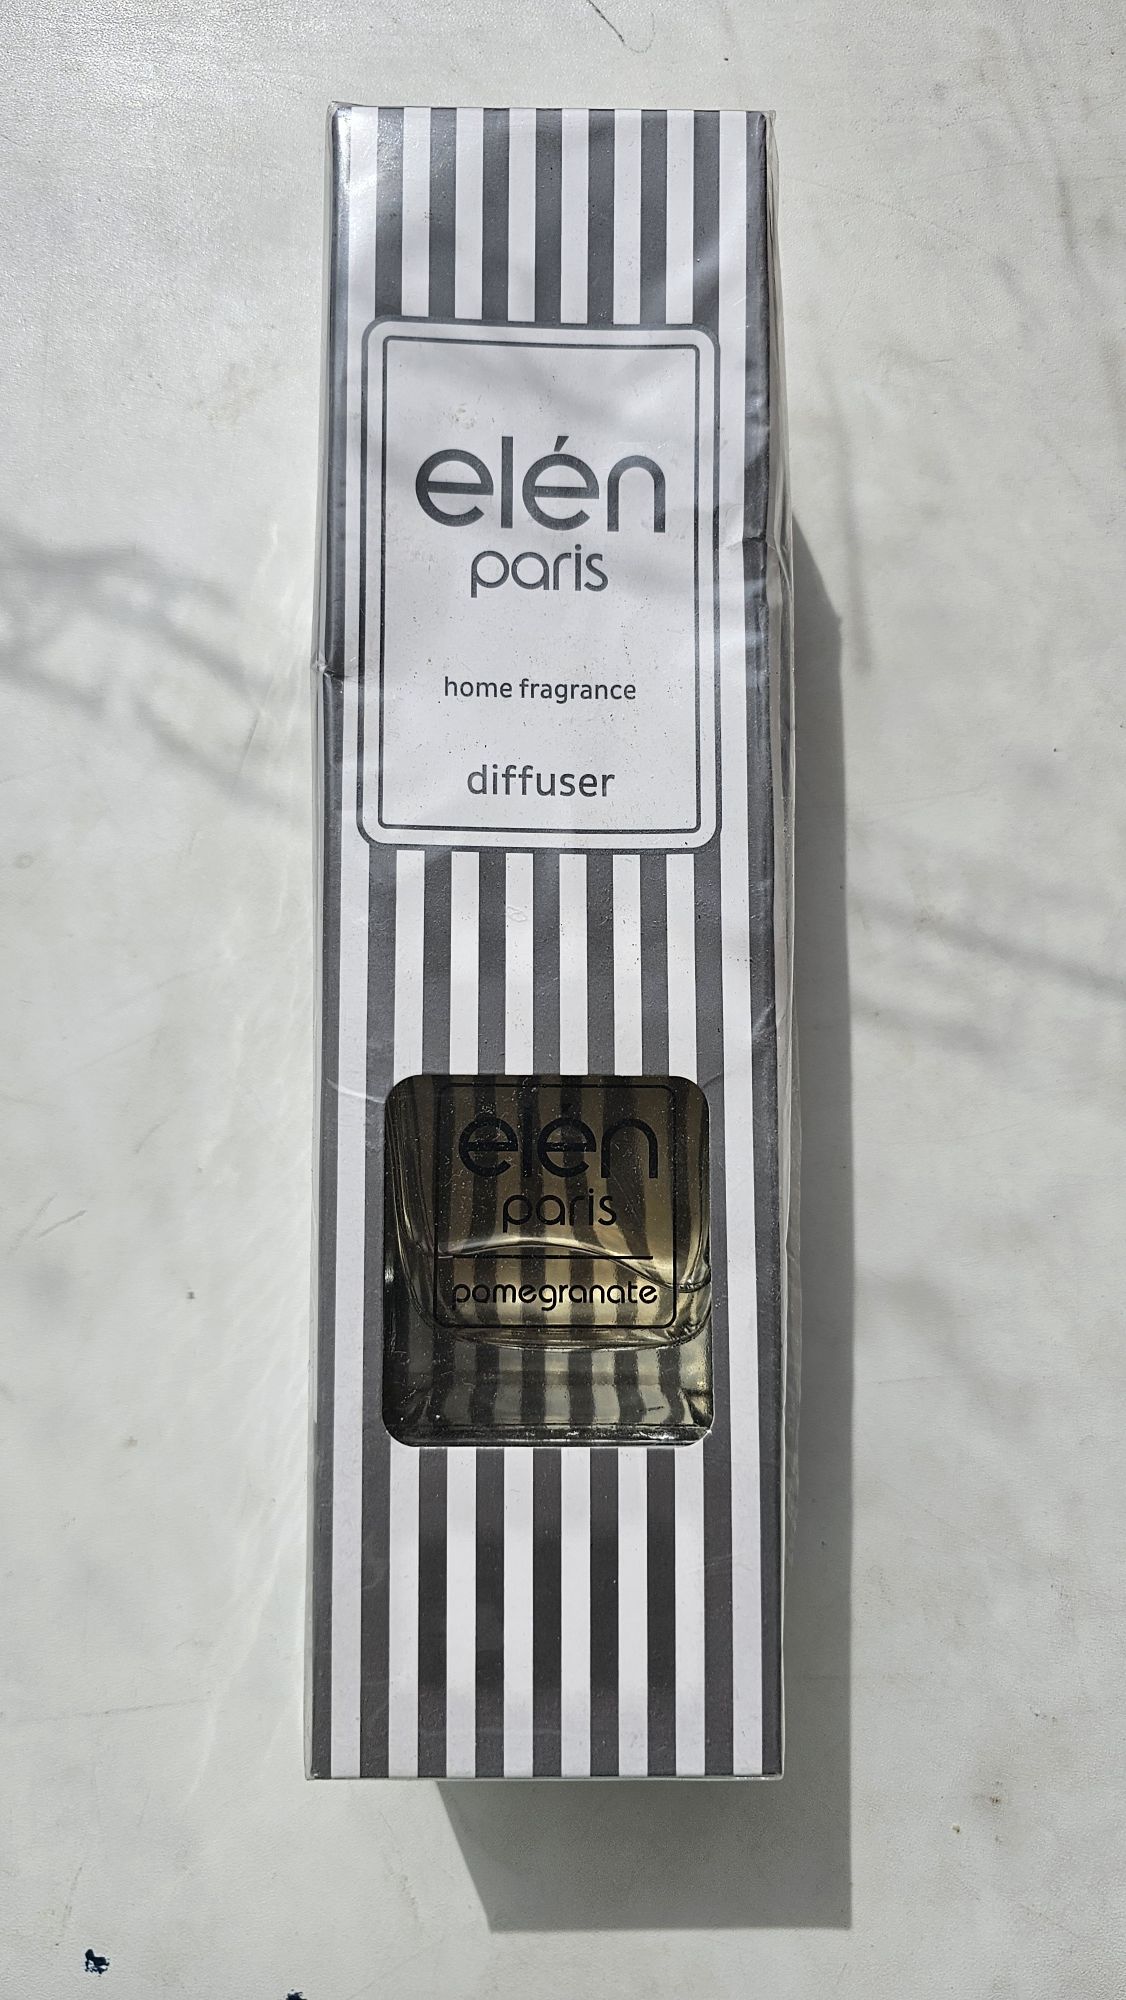 elén
paris
home fragrance
diffuser
elén
paris
pomegranate